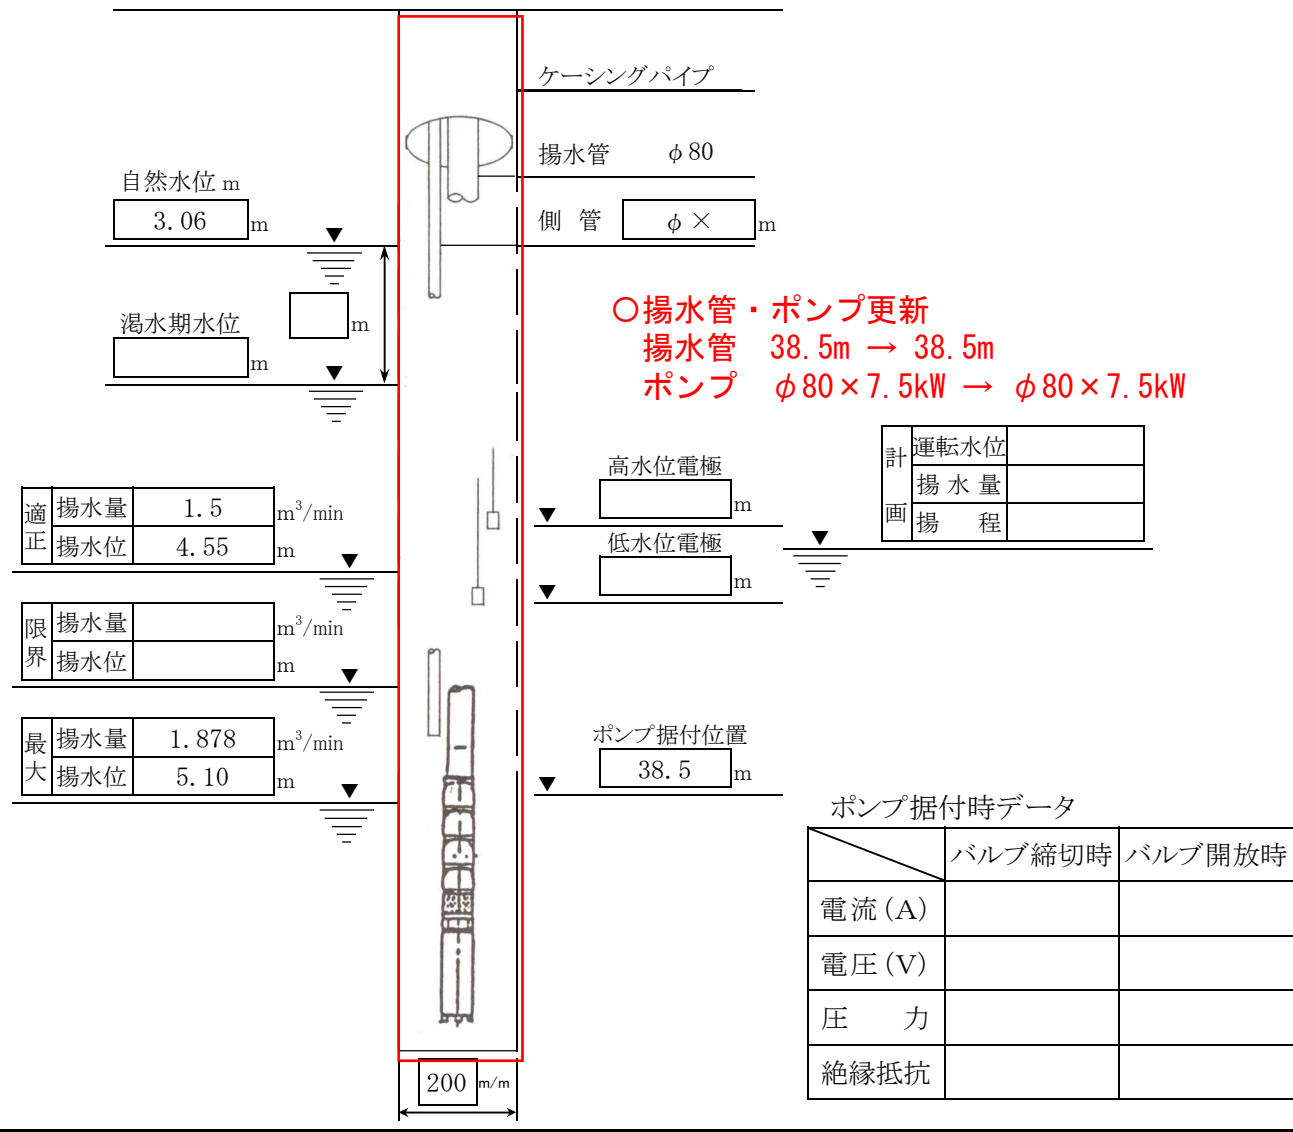 ケーシングパイプ
揚水管 φ80
自然水位 m
3.06 m
側 管 φ × m
○揚水管・ポンプ更新
揚水管 38.5m → 38.5m
ポンプ φ80×7.5kW → φ80×7.5kW
m
渇水期水位
m
計画
運転水位
揚水量
揚 程
高水位電極
m
低水位電極
m
適正
揚水量 1.5 m³/min
揚水位 4.55 m
限界
揚水量 m³/min
揚水位 m
最大
揚水量 1.878 m³/min
揚水位 5.10 m
ポンプ据付位置
38.5 m
ポンプ据付時データ
バルブ締切時 バルブ開放時
電流(A)
電圧(V)
圧 力
絶縁抵抗
200 m/m